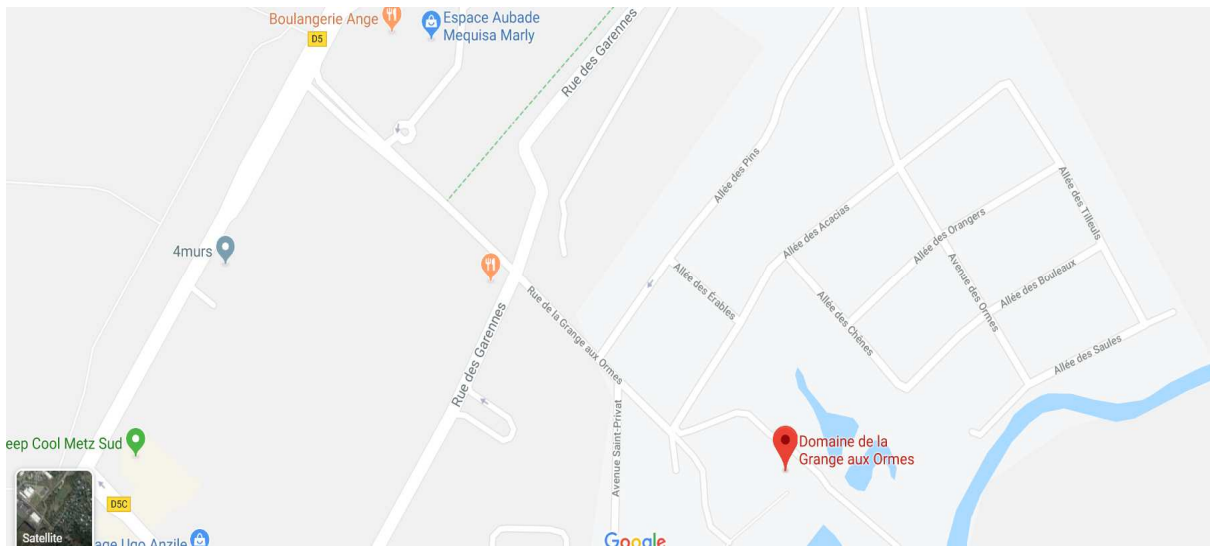 Boulangerie Ange
Espace Aubade
Mequisa Marly
D5
Rue des Garennes
Allée des Pins
Allée des Tilleuls
Allée des Acacias
Allée des Orangers
4murs
Allée des Érables
Avenue des Ormes
Allée des Bouleaux
Rue de la Grange aux Ormes
Allée des Chênes
Rue des Garennes
Allée des Saules
Avenue Saint-Privat
eep Cool Metz Sud
Domaine de la
Grange aux Ormes
D5C
Satellite
age Ugo Anzile
Google